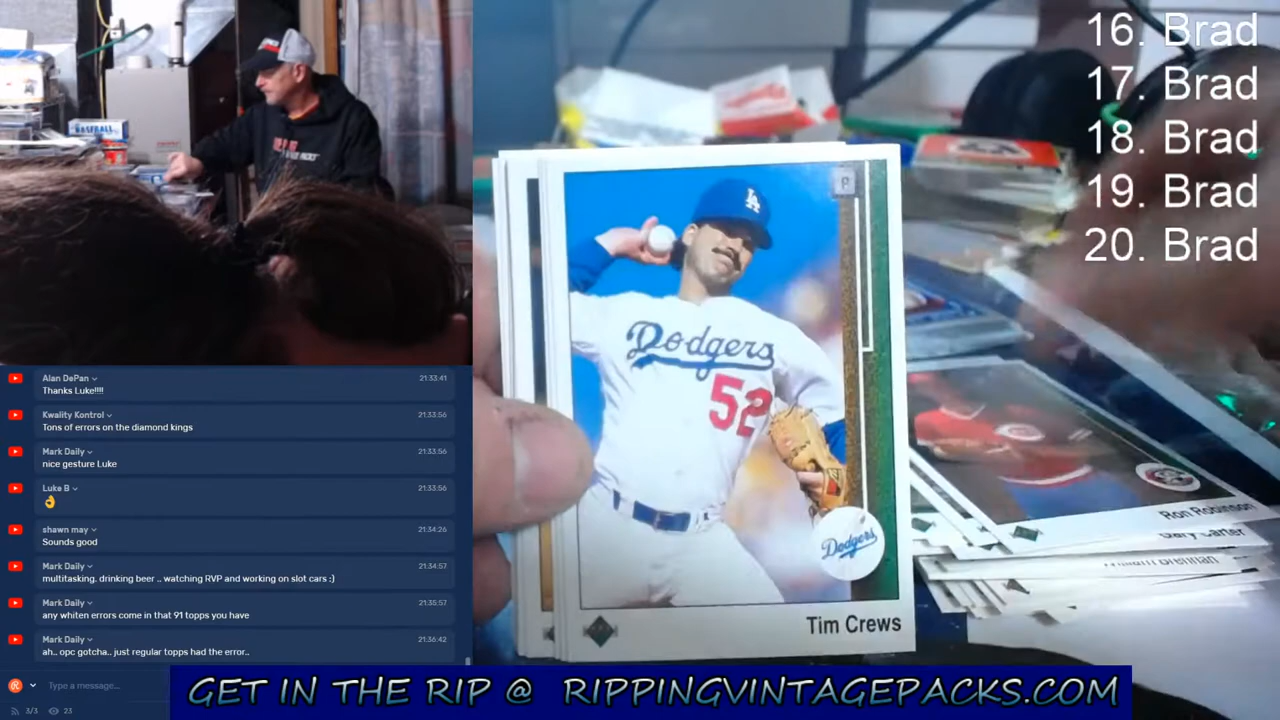 16. Brad
17. Brad
18. Brad
19. Brad
20. Brad
BASEBALL
LA
P
Dodgers
52
Dodgers
Tim Crews
Ron Robinson
Gary Carter
Alan DePan 21:33:41
Thanks Luke!!!!
Kwality Kontrol 21:33:56
Tons of errors on the diamond kings
Mark Daily 21:33:56
nice gesture Luke
Luke B 21:33:56
👌
shawn may 21:34:26
Sounds good
Mark Daily 21:34:57
multitasking. drinking beer .. watching RVP and working on slot cars :)
Mark Daily 21:35:57
any whiten errors come in that 91 topps you have
Mark Daily 21:36:42
ah.. opc gotcha.. just regular topps had the error..
Type a message...
3/3 23
GET IN THE RIP @ RIPPINGVINTAGEPACKS.COM